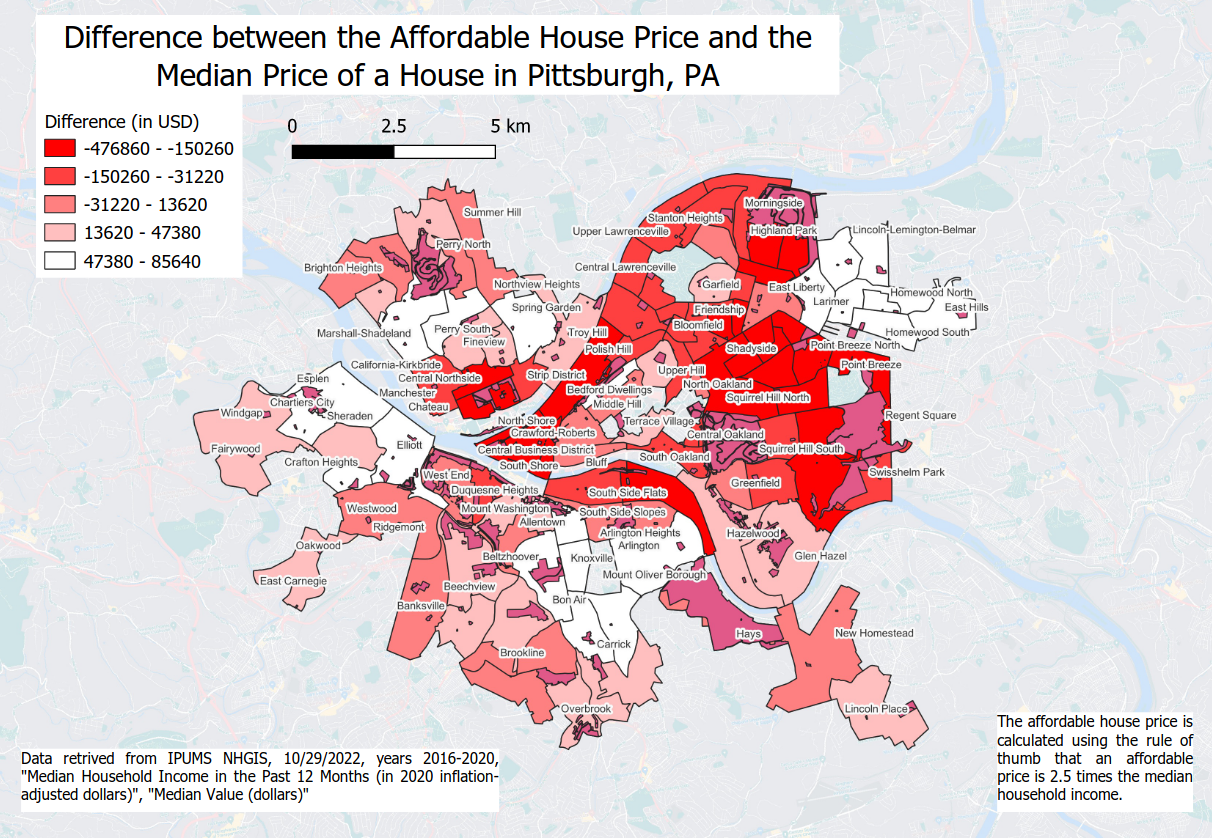 Difference between the Affordable House Price and the
Median Price of a House in Pittsburgh, PA
Difference (in USD)
-476860 - -150260
-150260 - -31220
-31220 - 13620
13620 - 47380
47380 - 85640
0 2.5 5 km
Summer Hill
Morningside
Stanton Heights
Upper Lawrenceville
Highland Park
Lincoln-Lemington-Belmar
Perry North
Brighton Heights
Central Lawrenceville
Northview Heights
Garfield
East Liberty
Homewood North
Larimer
East Hills
Spring Garden
Friendship
Bloomfield
Marshall-Shadeland
Perry South
Fineview
Troy Hill
Homewood South
Polish Hill
Shadyside
Point Breeze North
California-Kirkbride
Point Breeze
Central Northside
Strip District
Upper Hill
Esplen
North Oakland
Manchester
Bedford Dwellings
Squirrel Hill North
Chartiers City
Chateau
Middle Hill
Windgap
Sheraden
Regent Square
North Shore
Terrace Village
Crawford-Roberts
Central Oakland
Elliott
Fairywood
Central Business District
Squirrel Hill South
South Oakland
Crafton Heights
South Shore
Bluff
Swisshelm Park
West End
Greenfield
Duquesne Heights
South Side Flats
Westwood
Mount Washington
South Side Slopes
Ridgemont
Allentown
Arlington Heights
Hazelwood
Oakwood
Arlington
Glen Hazel
Beltzhoover
Knoxville
East Carnegie
Mount Oliver Borough
Beechview
Bon Air
Banksville
Hays
New Homestead
Carrick
Brookline
Overbrook
Lincoln Place
Data retrived from IPUMS NHGIS, 10/29/2022, years 2016-2020,
"Median Household Income in the Past 12 Months (in 2020 inflation-
adjusted dollars)", "Median Value (dollars)"
The affordable house price is
calculated using the rule of
thumb that an affordable
price is 2.5 times the median
household income.